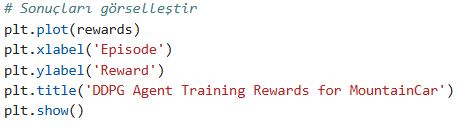 # Sonuçları görselleştir
plt.plot(rewards)
plt.xlabel('Episode')
plt.ylabel('Reward')
plt.title('DDPG Agent Training Rewards for MountainCar')
plt.show()